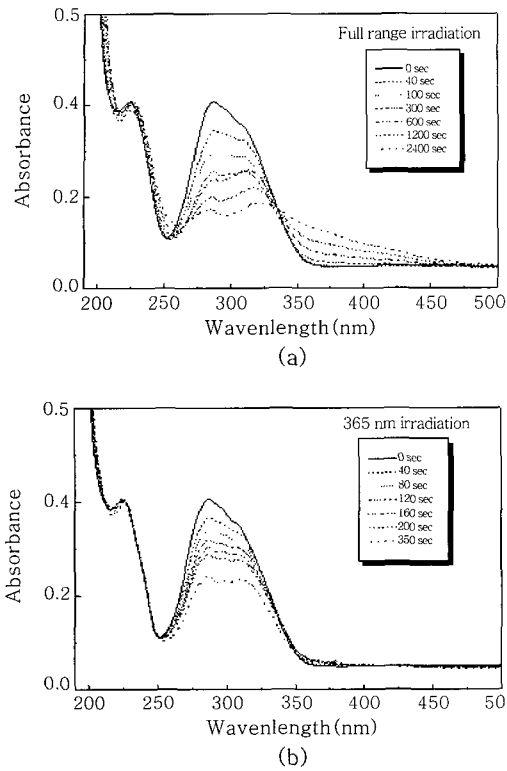 0.5
Full range irradiation
0 sec
40 sec
100 sec
300 sec
600 sec
1200 sec
2400 sec
0.4
0.2
0.0
Absorbance
200 250 300 350 400 450 500
Wavenlength(nm)
(a)
0.5
365 nm irradiation
0 sec
40 sec
80 sec
120 sec
160 sec
200 sec
350 sec
0.4
0.2
0.0
Absorbance
200 250 300 350 400 450 50
Wavenlength(nm)
(b)